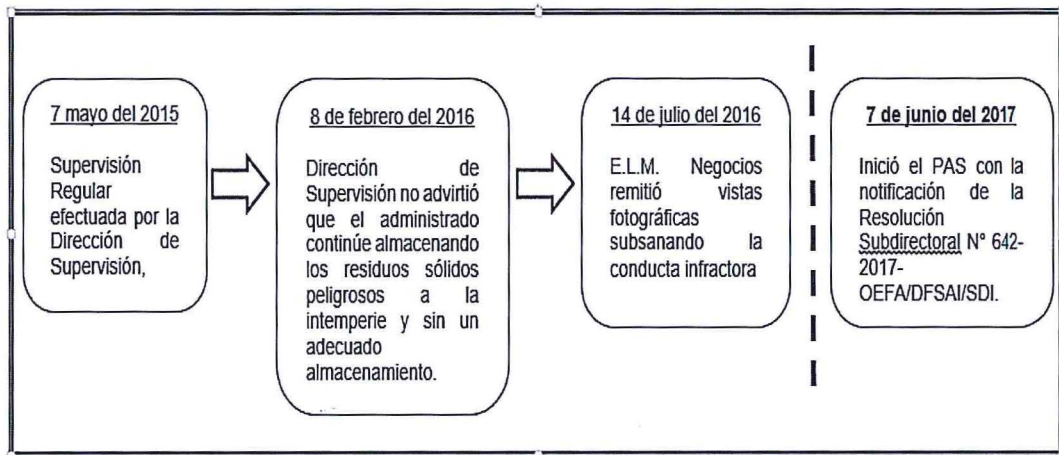 7 mayo del 2015
Supervisión
Regular
efectuada por la
Dirección de
Supervisión,
8 de febrero del 2016
Dirección de
Supervisión no advirtió
que el administrado
continúe almacenando
los residuos sólidos
peligrosos a la
intemperie y sin un
adecuado
almacenamiento.
14 de julio del 2016
E.L.M. Negocios
remitió vistas
fotográficas
subsanando la
conducta infractora
7 de junio del 2017
Inició el PAS con la
notificación de la
Resolución
Subdirectoral N° 642-
2017-
OEFA/DFSAI/SDI.